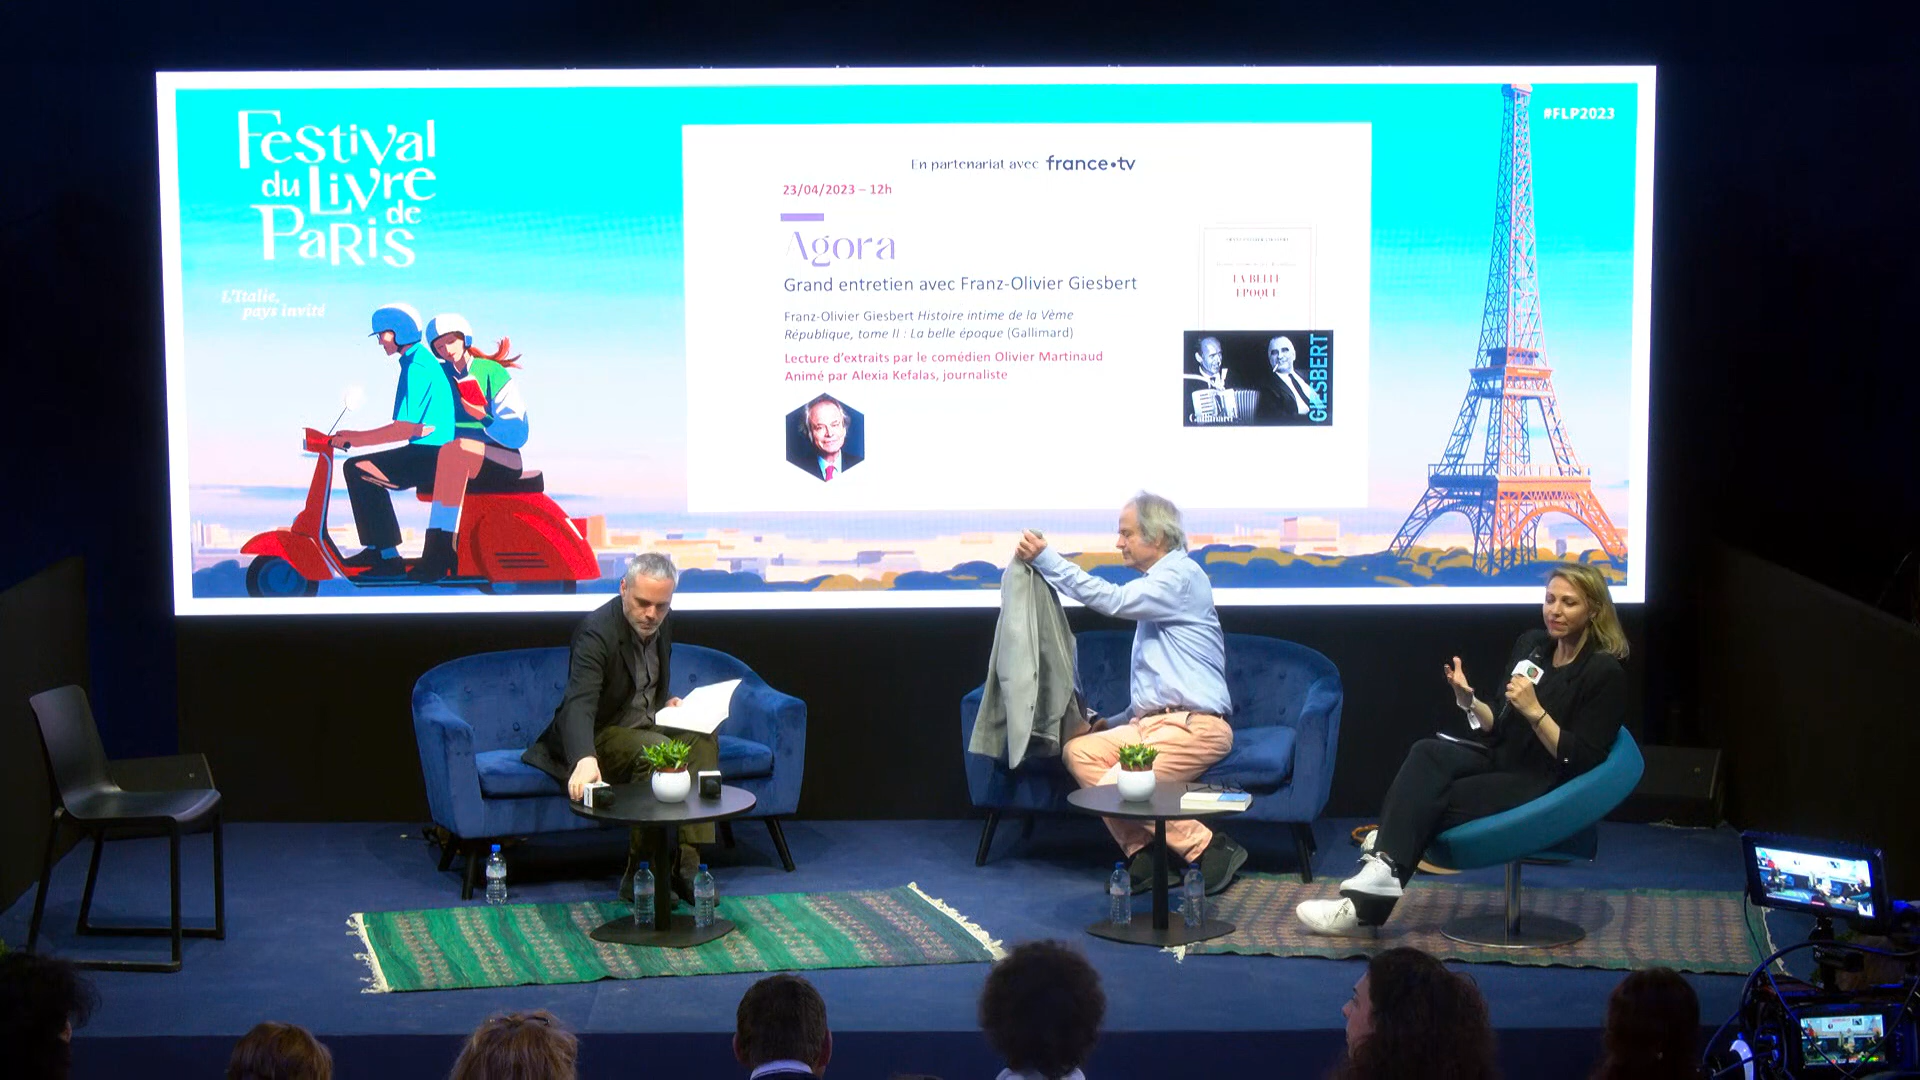 Festival
du Livre
de
Paris
L'Italie,
pays invité
#FLP2023
En partenariat avec france•tv
23/04/2023 – 12h
Agora
Grand entretien avec Franz-Olivier Giesbert
Franz-Olivier Giesbert Histoire intime de la Vème
République, tome II : La belle époque (Gallimard)
Lecture d'extraits par le comédien Olivier Martinaud
Animé par Alexia Kefalas, journaliste
LA BELLE
ÉPOQUE
Gallimard
GIESBERT